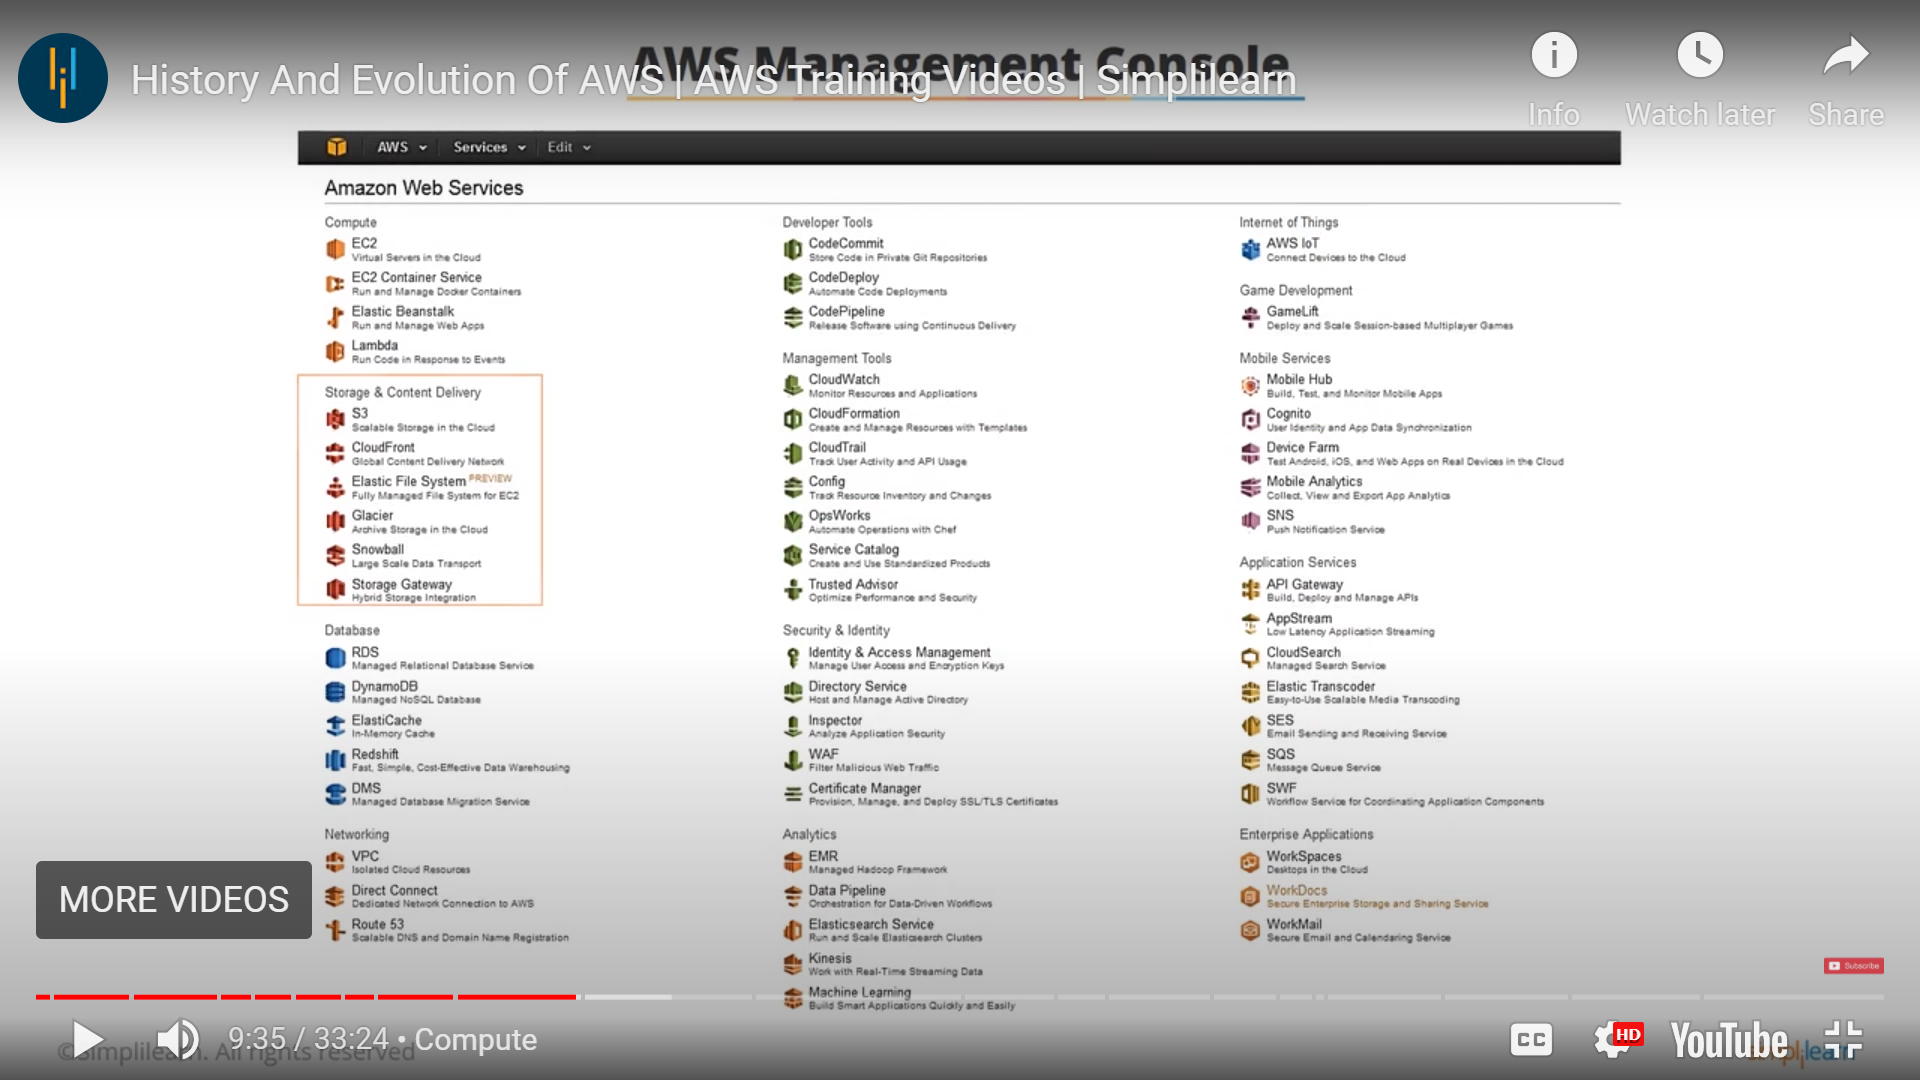 AWS Management Console
History And Evolution Of AWS | AWS Training Videos | Simplilearn
Info
Watch later
Share
AWS
Services
Edit
Amazon Web Services
Compute
EC2
Virtual Servers in the Cloud
EC2 Container Service
Run and Manage Docker Containers
Elastic Beanstalk
Run and Manage Web Apps
Lambda
Run Code in Response to Events
Storage & Content Delivery
S3
Scalable Storage in the Cloud
CloudFront
Global Content Delivery Network
Elastic File System PREVIEW
Fully Managed File System for EC2
Glacier
Archive Storage in the Cloud
Snowball
Large Scale Data Transport
Storage Gateway
Hybrid Storage Integration
Database
RDS
Managed Relational Database Service
DynamoDB
Managed NoSQL Database
ElastiCache
In-Memory Cache
Redshift
Fast, Simple, Cost-Effective Data Warehousing
DMS
Managed Database Migration Service
Networking
VPC
Isolated Cloud Resources
Direct Connect
Dedicated Network Connection to AWS
Route 53
Scalable DNS and Domain Name Registration
Developer Tools
CodeCommit
Store Code in Private Git Repositories
CodeDeploy
Automate Code Deployments
CodePipeline
Release Software using Continuous Delivery
Management Tools
CloudWatch
Monitor Resources and Applications
CloudFormation
Create and Manage Resources with Templates
CloudTrail
Track User Activity and API Usage
Config
Track Resource Inventory and Changes
OpsWorks
Automate Operations with Chef
Service Catalog
Create and Use Standardized Products
Trusted Advisor
Optimize Performance and Security
Security & Identity
Identity & Access Management
Manage User Access and Encryption Keys
Directory Service
Host and Manage Active Directory
Inspector
Analyze Application Security
WAF
Filter Malicious Web Traffic
Certificate Manager
Provision, Manage, and Deploy SSL/TLS Certificates
Analytics
EMR
Managed Hadoop Framework
Data Pipeline
Orchestration for Data-Driven Workflows
Elasticsearch Service
Run and Scale Elasticsearch Clusters
Kinesis
Work with Real-Time Streaming Data
Machine Learning
Build Smart Applications Quickly and Easily
Internet of Things
AWS IoT
Connect Devices to the Cloud
Game Development
GameLift
Deploy and Scale Session-based Multiplayer Games
Mobile Services
Mobile Hub
Build, Test, and Monitor Mobile Apps
Cognito
User Identity and App Data Synchronization
Device Farm
Test Android, iOS, and Web Apps on Real Devices in the Cloud
Mobile Analytics
Collect, View and Export App Analytics
SNS
Push Notification Service
Application Services
API Gateway
Build, Deploy and Manage APIs
AppStream
Low Latency Application Streaming
CloudSearch
Managed Search Service
Elastic Transcoder
Easy-to-Use Scalable Media Transcoding
SES
Email Sending and Receiving Service
SQS
Message Queue Service
SWF
Workflow Service for Coordinating Application Components
Enterprise Applications
WorkSpaces
Desktops in the Cloud
WorkDocs
Secure Enterprise Storage and Sharing Service
WorkMail
Secure Email and Calendaring Service
MORE VIDEOS
Subscribe
9:35 / 33:24 • Compute
©Simplilearn. All rights reserved
CC
HD
YouTube
simplilearn